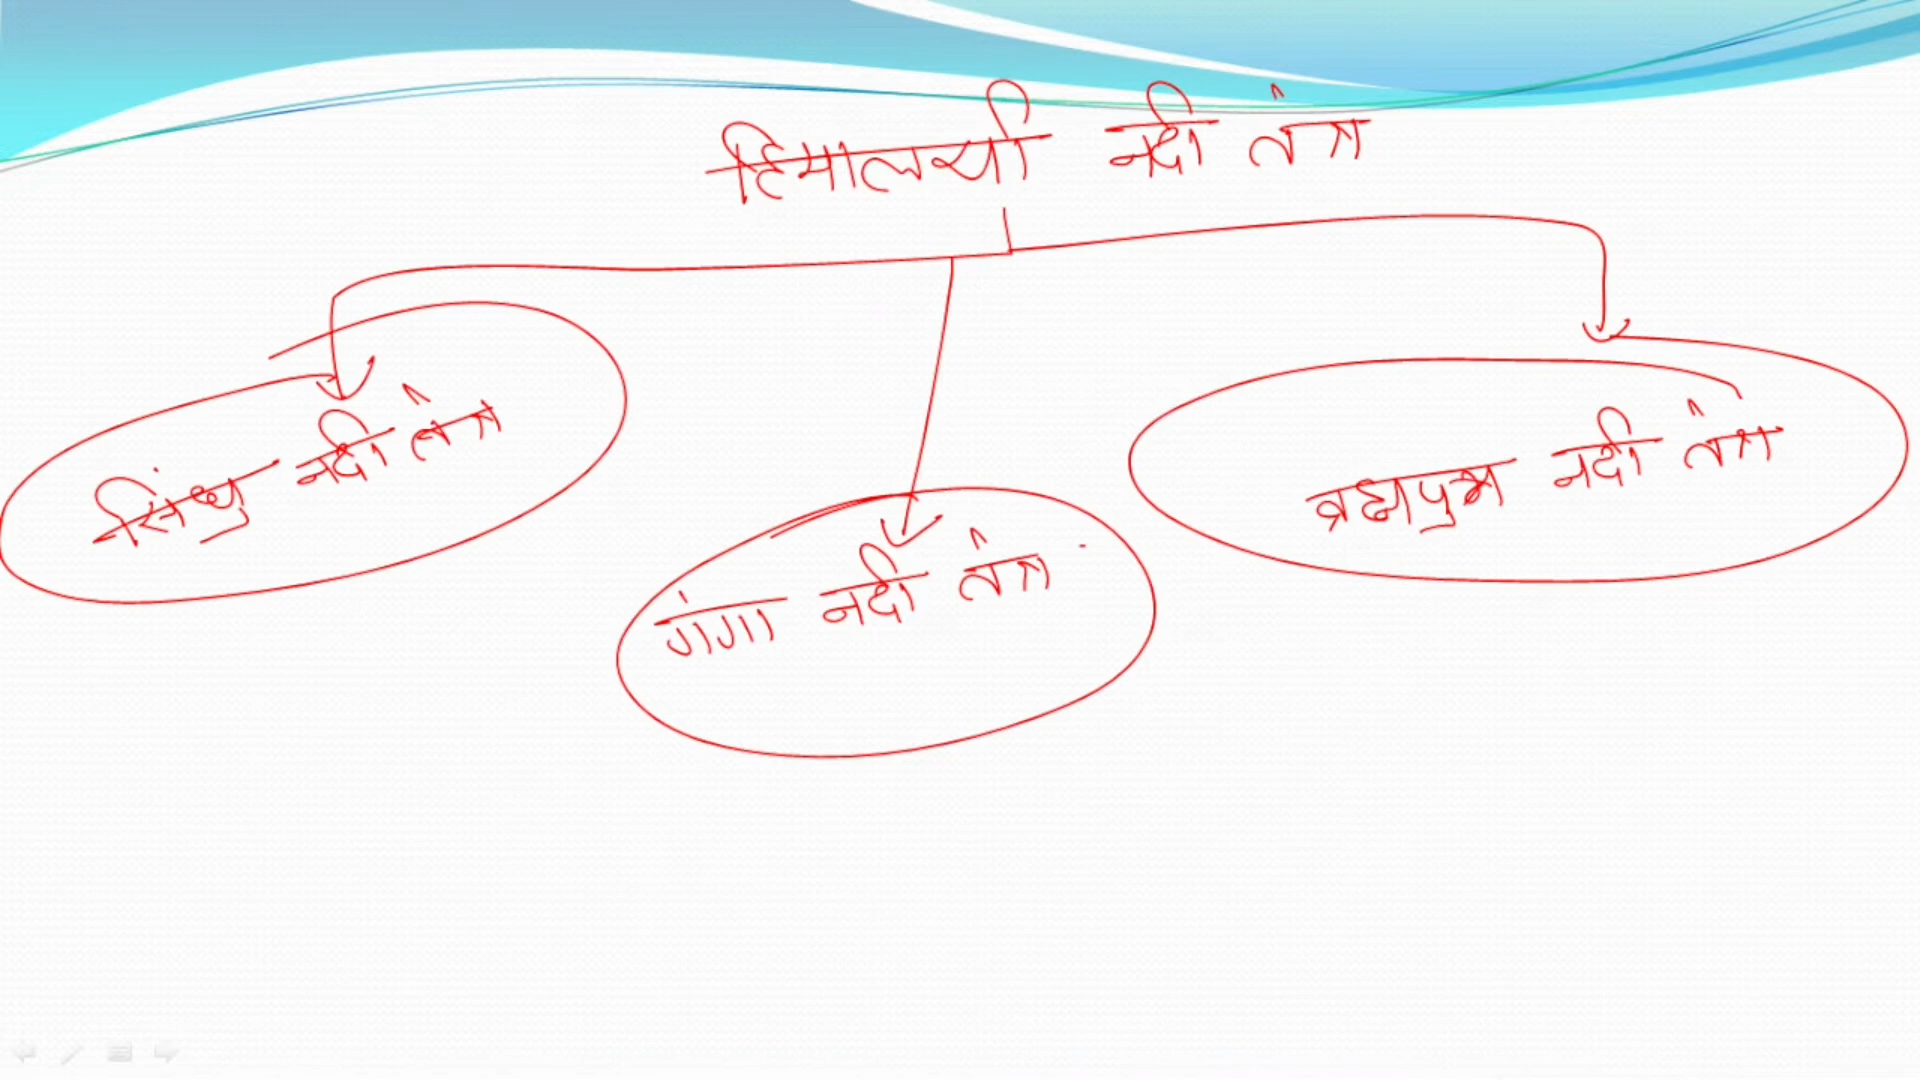 हिमालयी नदी तंत्र
सिंधु नदी तंत्र
गंगा नदी तंत्र
ब्रह्मपुत्र नदी तंत्र